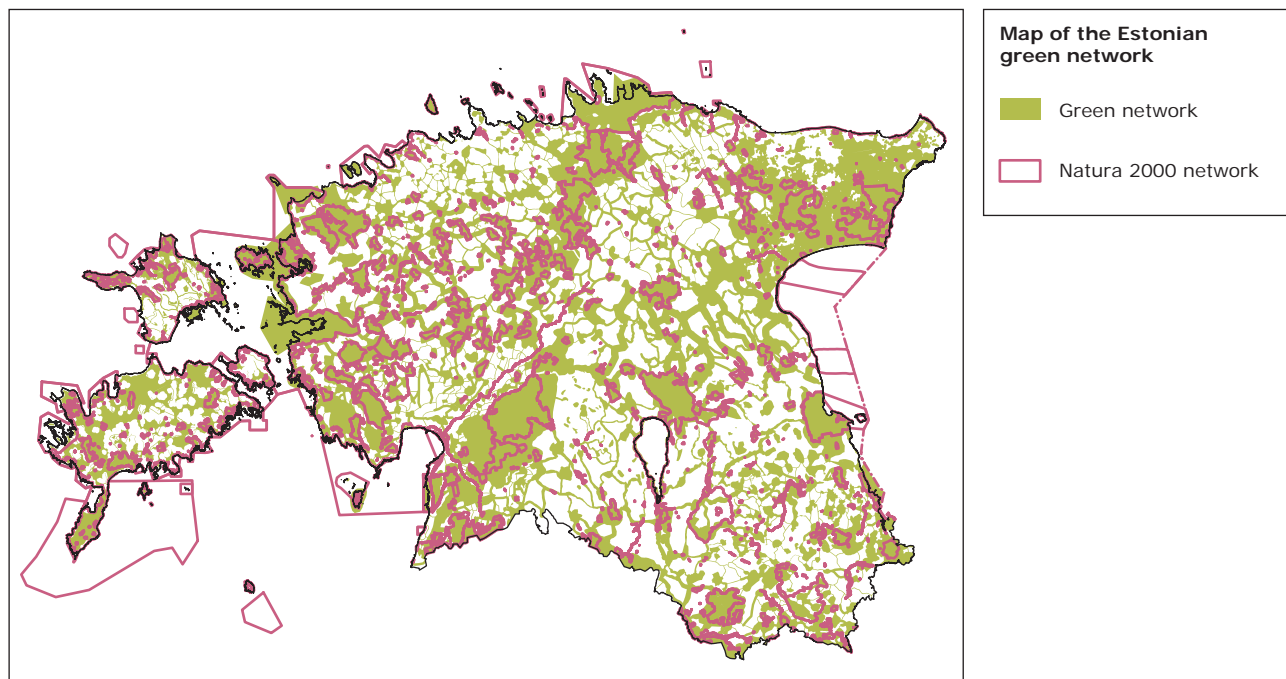 Map of the Estonian
green network
Green network
Natura 2000 network